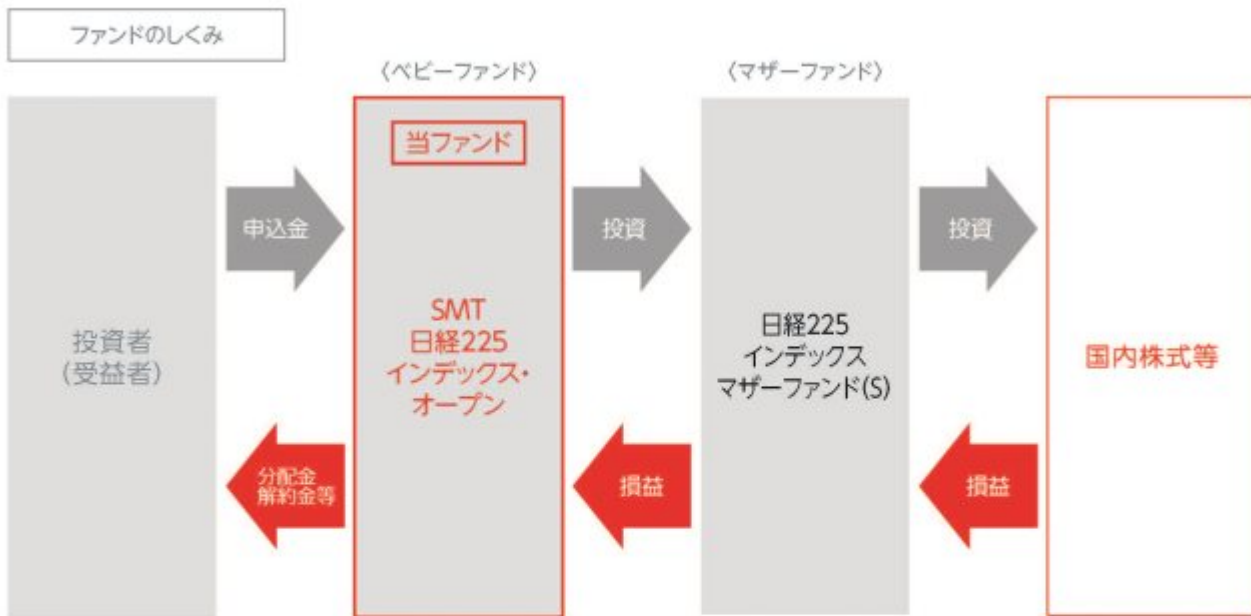 ファンドのしくみ
〈ベビーファンド〉
〈マザーファンド〉
投資者
(受益者)
申込金
分配金
解約金等
当ファンド
SMT
日経225
インデックス・
オープン
投資
損益
日経225
インデックス
マザーファンド(S)
投資
損益
国内株式等